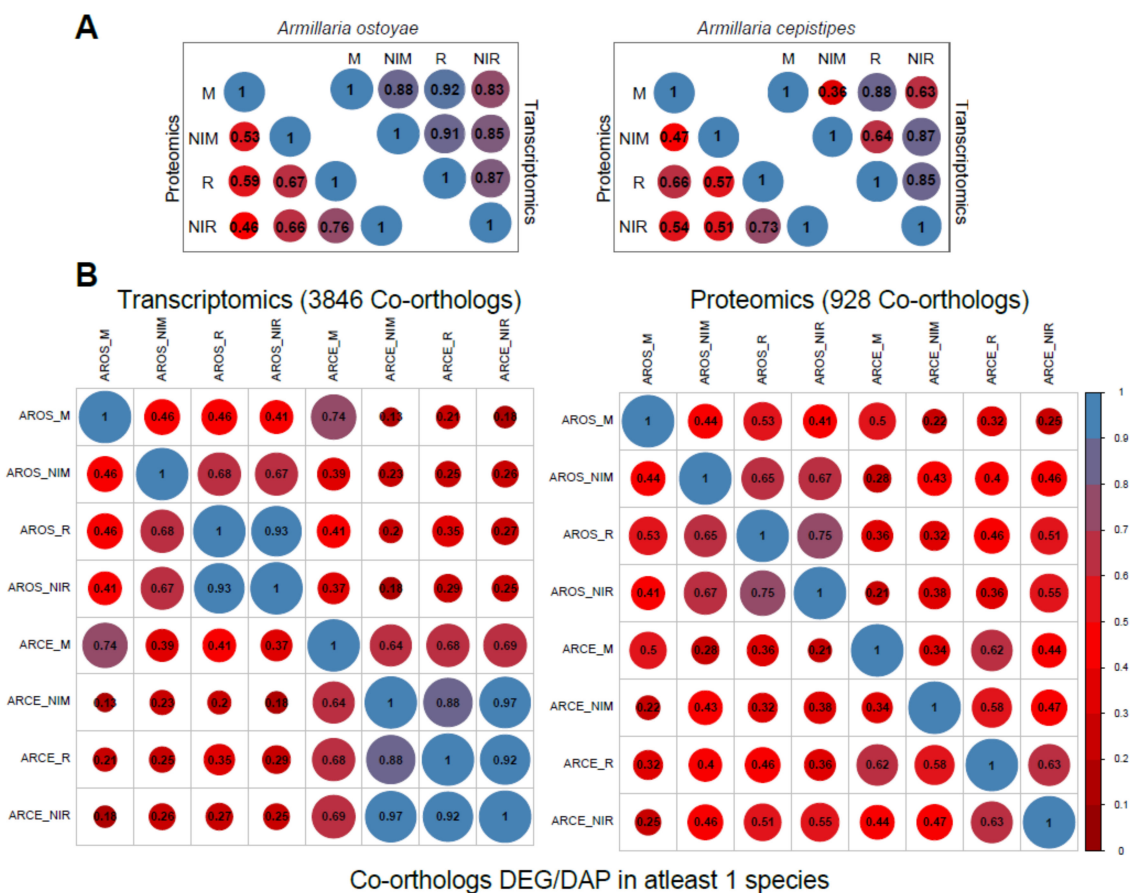 A
Armillaria ostoyae
Armillaria cepistipes
M NIM R NIR
M NIM R NIR
M 1 1 0.88 0.92 0.83
NIM 0.53 1 1 0.91 0.85
R 0.59 0.67 1 1 0.87
NIR 0.46 0.66 0.76 1 1
Proteomics
Transcriptomics
M 1 1 0.36 0.88 0.63
NIM 0.47 1 1 0.64 0.87
R 0.66 0.57 1 1 0.85
NIR 0.54 0.51 0.73 1 1
Proteomics
Transcriptomics
B
Transcriptomics (3846 Co-orthologs)
AROS_M AROS_NIM AROS_R AROS_NIR ARCE_M ARCE_NIM ARCE_R ARCE_NIR
AROS_M 1 0.46 0.46 0.41 0.74 0.13 0.21 0.18
AROS_NIM 0.46 1 0.68 0.67 0.39 0.23 0.25 0.26
AROS_R 0.46 0.68 1 0.93 0.41 0.2 0.35 0.27
AROS_NIR 0.41 0.67 0.93 1 0.37 0.18 0.29 0.25
ARCE_M 0.74 0.39 0.41 0.37 1 0.64 0.68 0.69
ARCE_NIM 0.13 0.23 0.2 0.18 0.64 1 0.88 0.97
ARCE_R 0.21 0.25 0.35 0.29 0.68 0.88 1 0.92
ARCE_NIR 0.18 0.26 0.27 0.25 0.69 0.97 0.92 1
Proteomics (928 Co-orthologs)
AROS_M AROS_NIM AROS_R AROS_NIR ARCE_M ARCE_NIM ARCE_R ARCE_NIR
AROS_M 1 0.44 0.53 0.41 0.5 0.22 0.32 0.25
AROS_NIM 0.44 1 0.65 0.67 0.28 0.43 0.4 0.46
AROS_R 0.53 0.65 1 0.75 0.36 0.32 0.46 0.51
AROS_NIR 0.41 0.67 0.75 1 0.21 0.38 0.36 0.55
ARCE_M 0.5 0.28 0.36 0.21 1 0.34 0.62 0.44
ARCE_NIM 0.22 0.43 0.32 0.38 0.34 1 0.58 0.47
ARCE_R 0.32 0.4 0.46 0.36 0.62 0.58 1 0.63
ARCE_NIR 0.25 0.46 0.51 0.55 0.44 0.47 0.63 1
1
0.9
0.8
0.7
0.6
0.5
0.4
0.3
0.2
0.1
0
Co-orthologs DEG/DAP in atleast 1 species